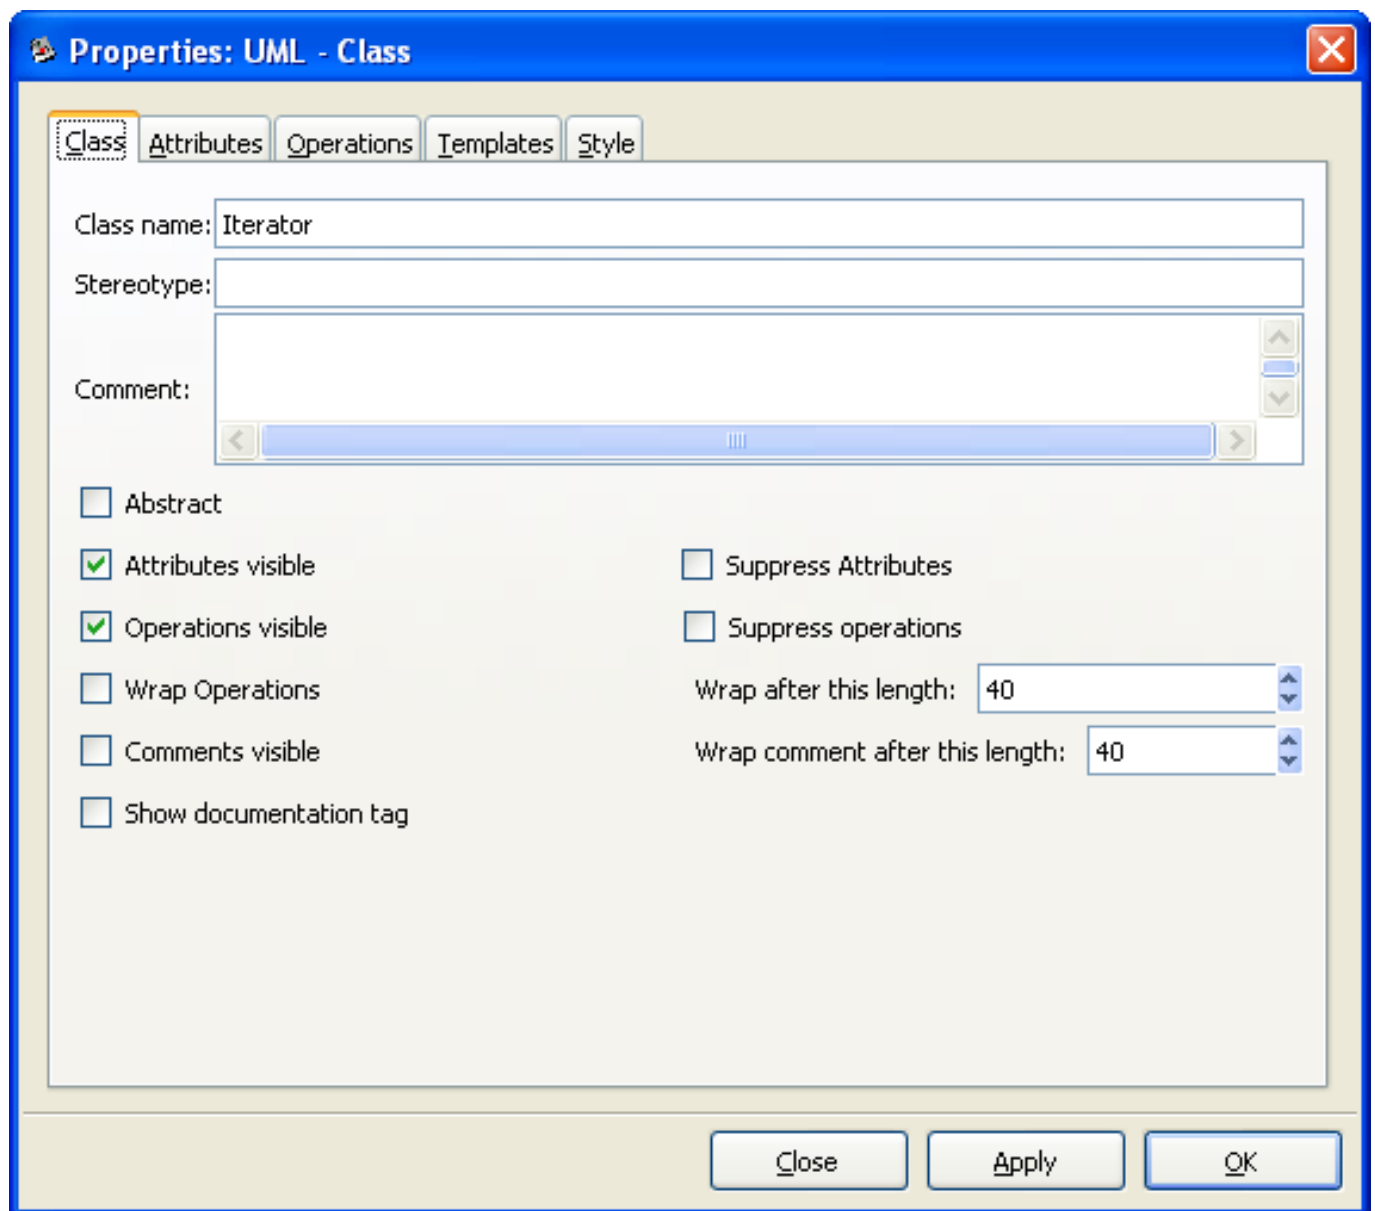 Properties: UML - Class
Class Attributes Operations Templates Style
Class name: Iterator
Stereotype:
Comment:
Abstract
Attributes visible Suppress Attributes
Operations visible Suppress operations
Wrap Operations Wrap after this length: 40
Comments visible Wrap comment after this length: 40
Show documentation tag
Close Apply OK